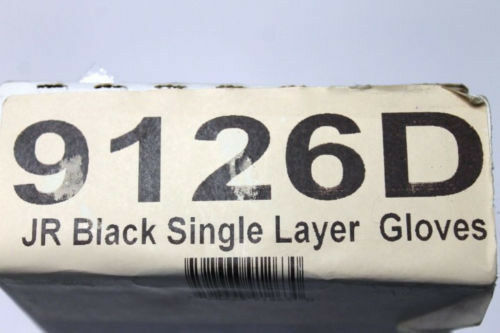 9126D
JR Black Single Layer Gloves